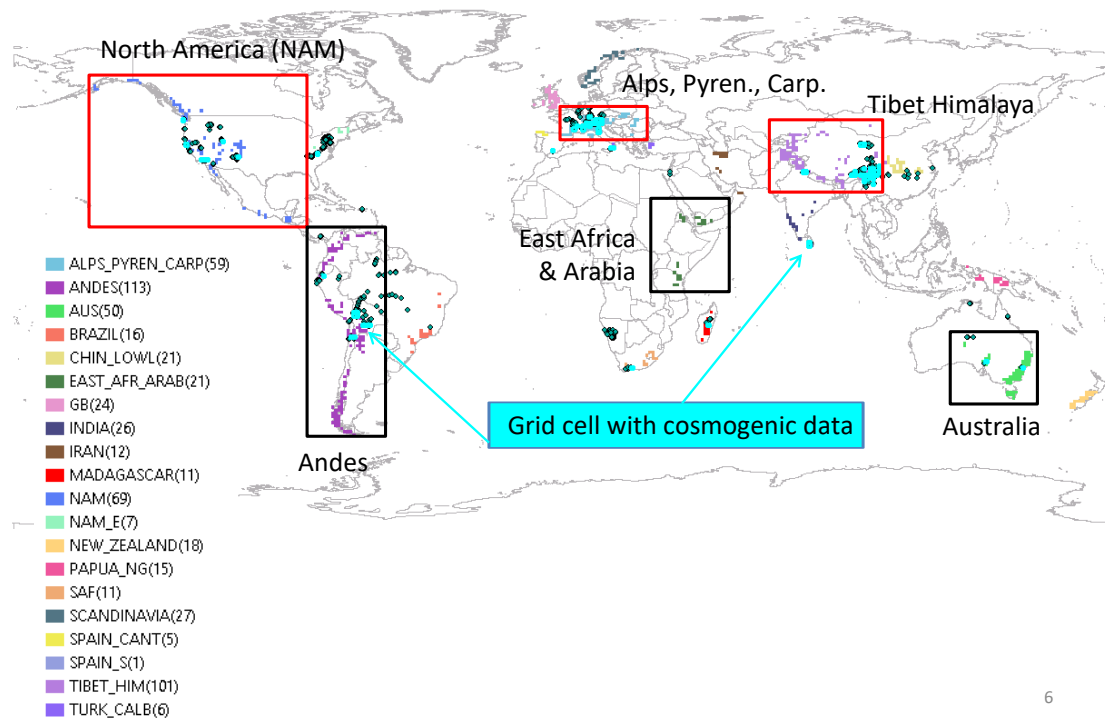 North America (NAM)
Alps, Pyren., Carp.
Tibet Himalaya
East Africa
& Arabia
ALPS_PYREN_CARP(59)
ANDES(113)
AUS(50)
BRAZIL(16)
CHIN_LOWL(21)
EAST_AFR_ARAB(21)
GB(24)
INDIA(26)
IRAN(12)
MADAGASCAR(11)
NAM(69)
NAM_E(7)
NEW_ZEALAND(18)
PAPUA_NG(15)
SAF(11)
SCANDINAVIA(27)
SPAIN_CANT(5)
SPAIN_S(1)
TIBET_HIM(101)
TURK_CALB(6)
Grid cell with cosmogenic data
Australia
Andes
6